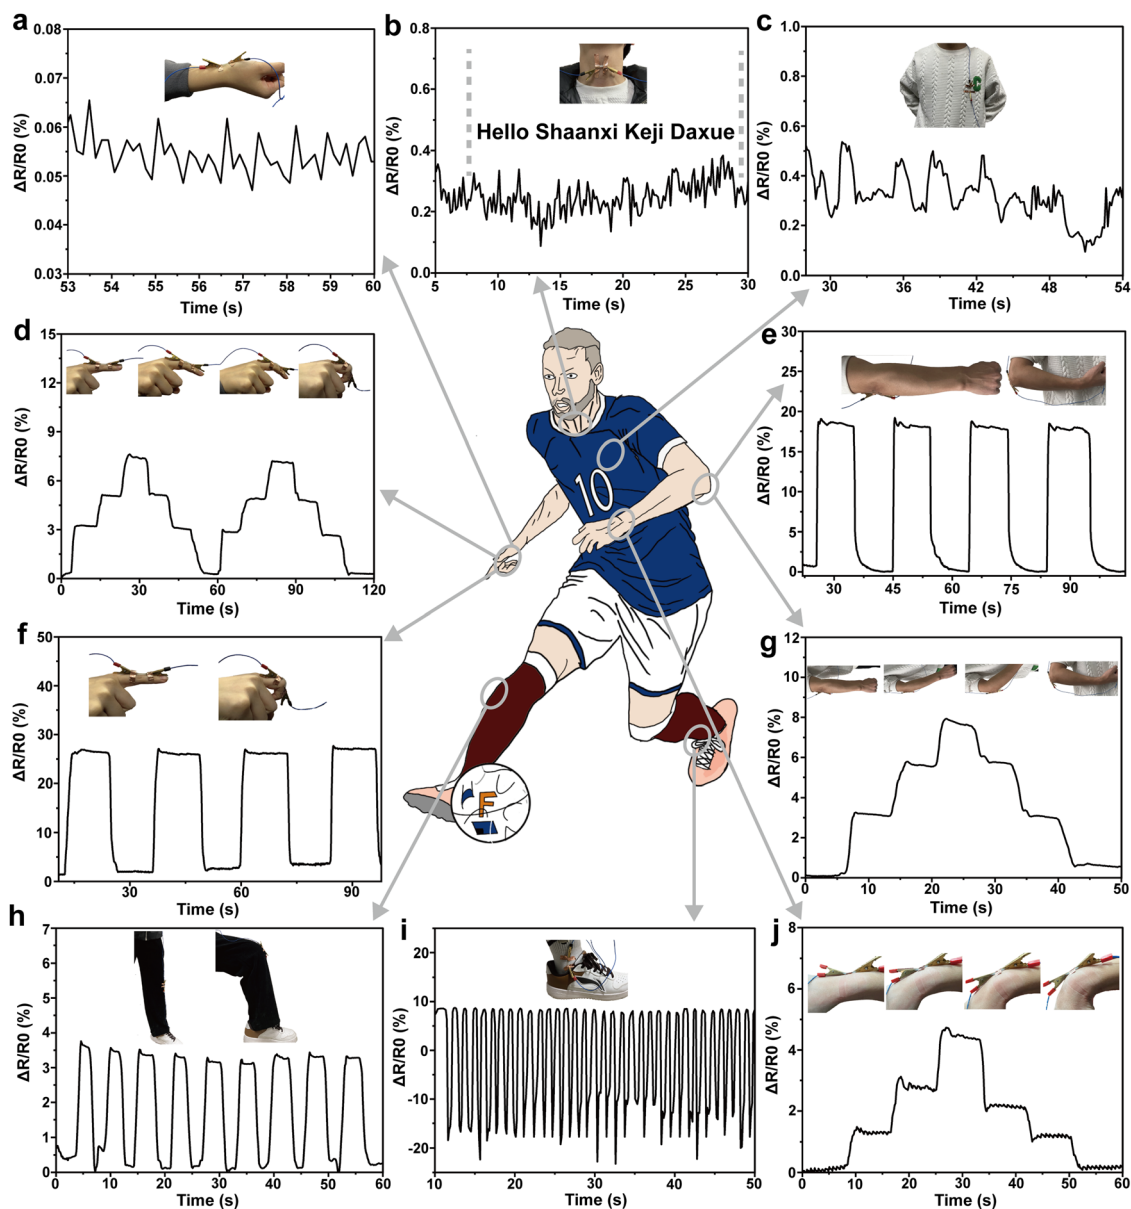 a
0.08
0.07
0.06
0.05
0.04
0.03
ΔR/R0 (%)
53 54 55 56 57 58 59 60
Time (s)
b
0.8
0.6
0.4
0.2
0.0
ΔR/R0 (%)
Hello Shaanxi Keji Daxue
5 10 15 20 25 30
Time (s)
c
1.0
0.8
0.6
0.4
0.2
0.0
ΔR/R0 (%)
30 36 42 48 54
Time (s)
d
15
12
9
6
3
0
ΔR/R0 (%)
0 30 60 90 120
Time (s)
10
e
30
25
20
15
10
5
0
ΔR/R0 (%)
30 45 60 75 90
Time (s)
f
50
40
30
20
10
0
ΔR/R0 (%)
30 60 90
Time (s)
F
g
12
10
8
6
4
2
0
ΔR/R0 (%)
0 10 20 30 40 50
Time (s)
h
7
6
5
4
3
2
1
0
ΔR/R0 (%)
0 10 20 30 40 50 60
Time (s)
i
25
20
10
0
-10
-20
ΔR/R0 (%)
10 20 30 40 50
Time (s)
j
8
6
4
2
0
ΔR/R0 (%)
0 10 20 30 40 50 60
Time (s)